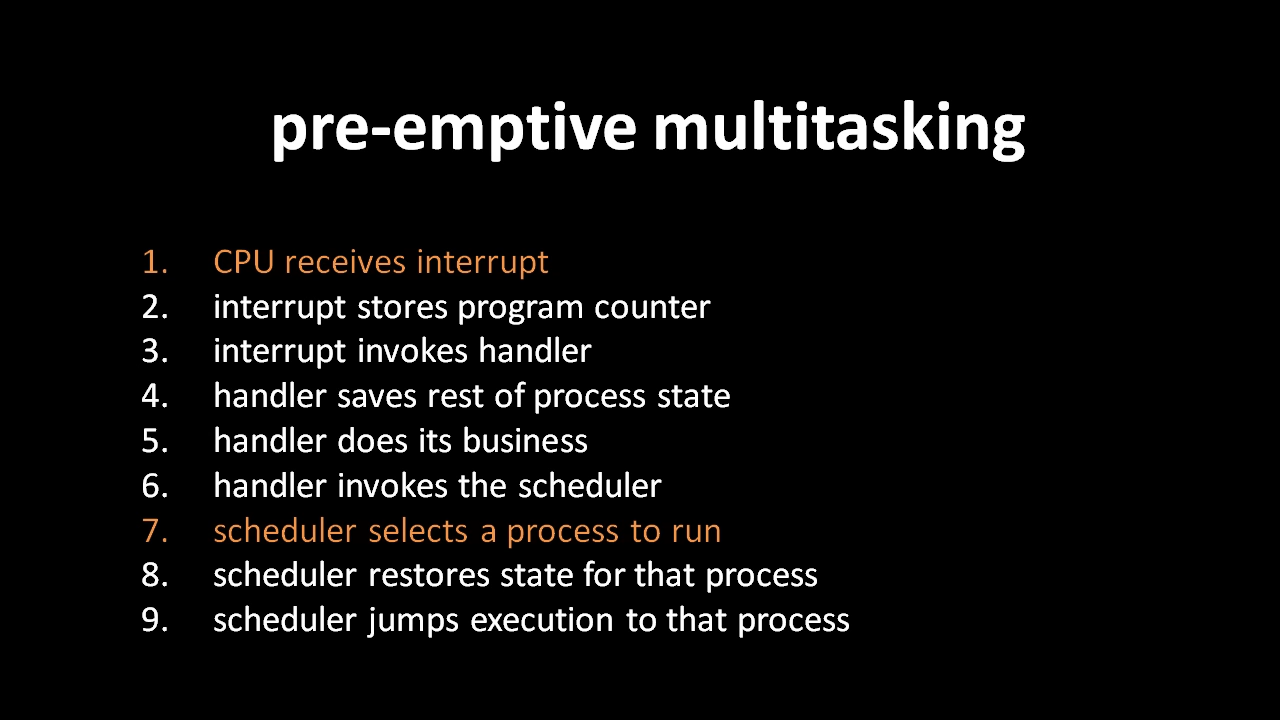 pre-emptive multitasking
1. CPU receives interrupt
2. interrupt stores program counter
3. interrupt invokes handler
4. handler saves rest of process state
5. handler does its business
6. handler invokes the scheduler
7. scheduler selects a process to run
8. scheduler restores state for that process
9. scheduler jumps execution to that process